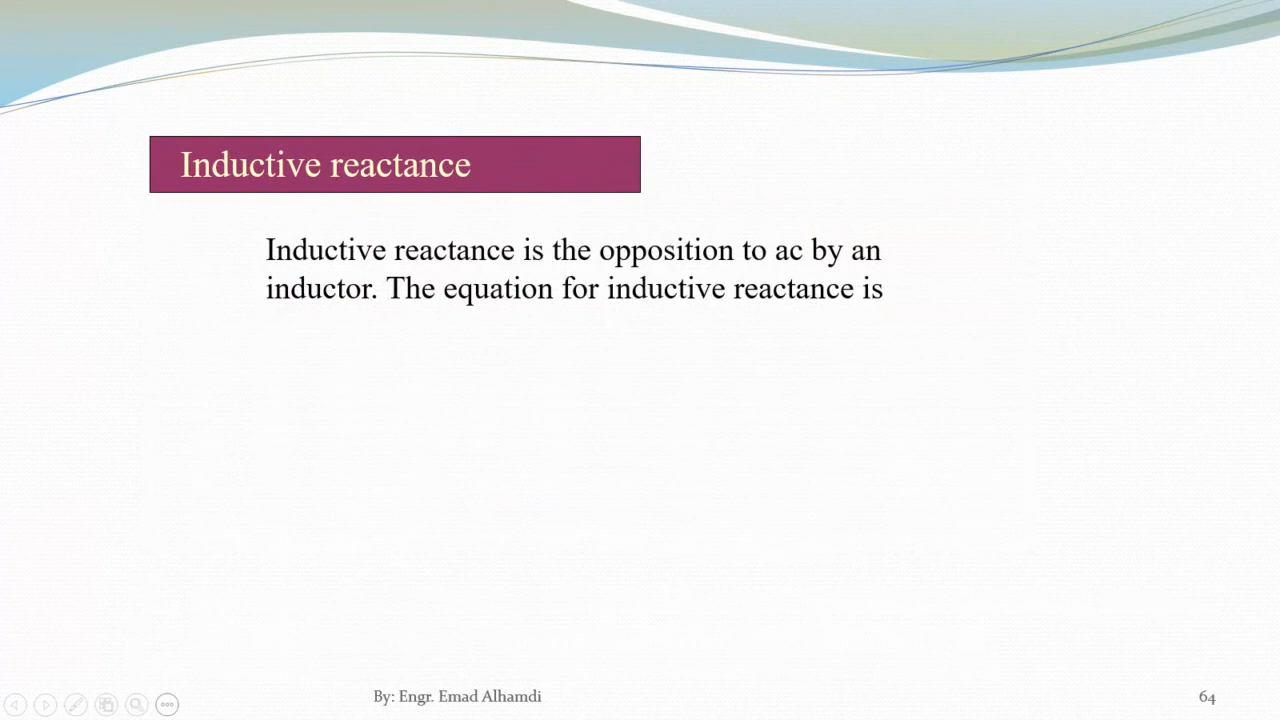 Inductive reactance
Inductive reactance is the opposition to ac by an
inductor. The equation for inductive reactance is
By: Engr. Emad Alhamdi
64